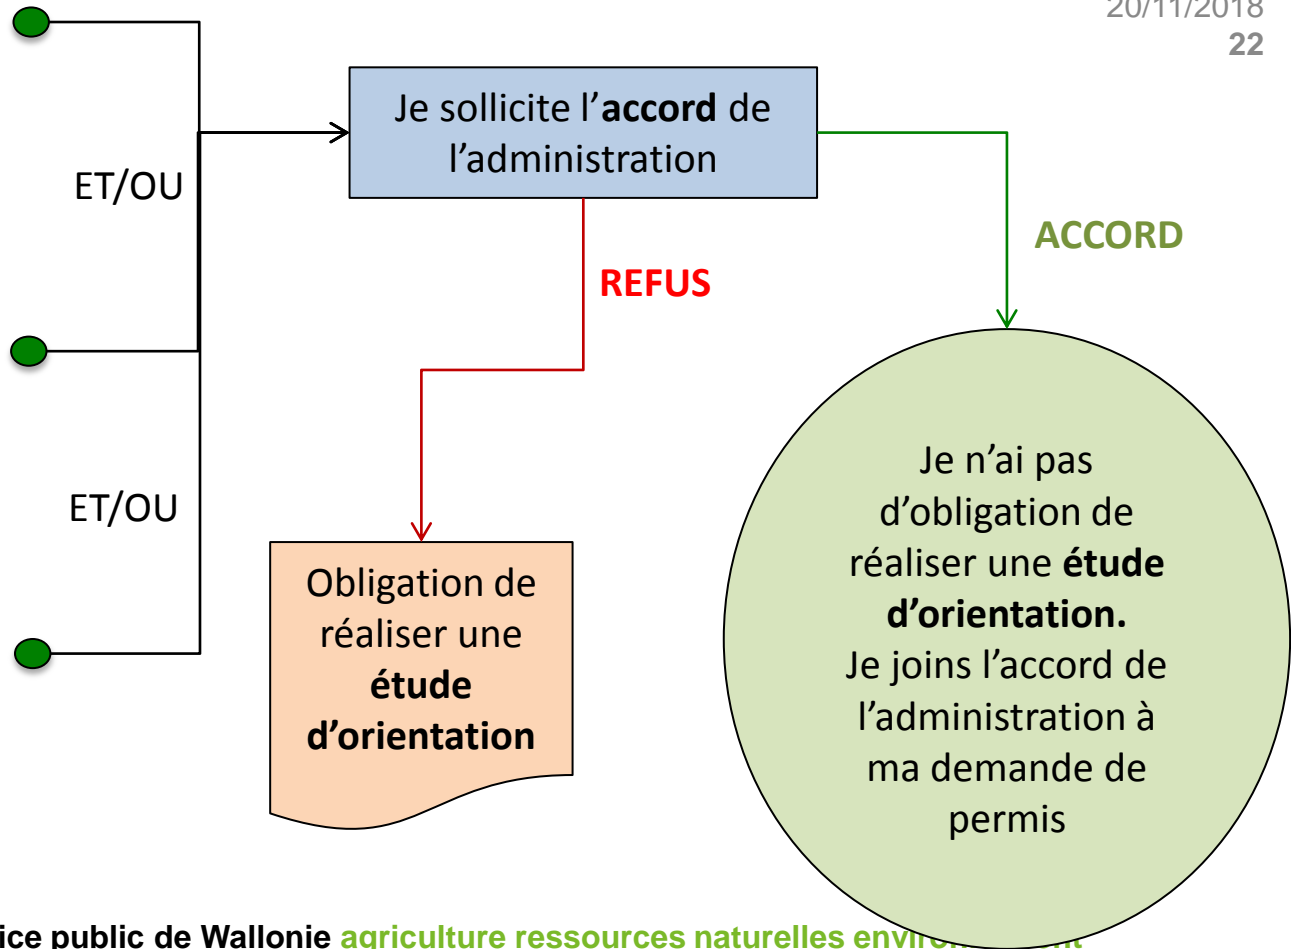 20/11/2018
22
Je sollicite l’accord de
l’administration
ET/OU
ACCORD
REFUS
ET/OU
Je n’ai pas
d’obligation de
réaliser une étude
d’orientation.
Je joins l’accord de
l’administration à
ma demande de
permis
Obligation de
réaliser une
étude
d’orientation
ice public de Wallonie agriculture ressources naturelles